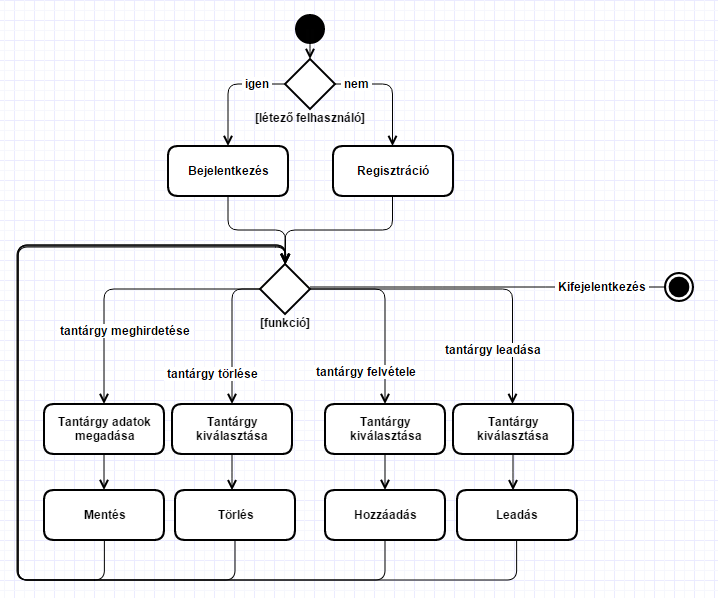 igen
nem
[létező felhasználó]
Bejelentkezés
Regisztráció
Kifejelentkezés
[funkció]
tantárgy meghirdetése
tantárgy leadása
tantárgy törlése
tantárgy felvétele
Tantárgy adatok
megadása
Tantárgy
kiválasztása
Tantárgy
kiválasztása
Tantárgy
kiválasztása
Mentés
Törlés
Hozzáadás
Leadás